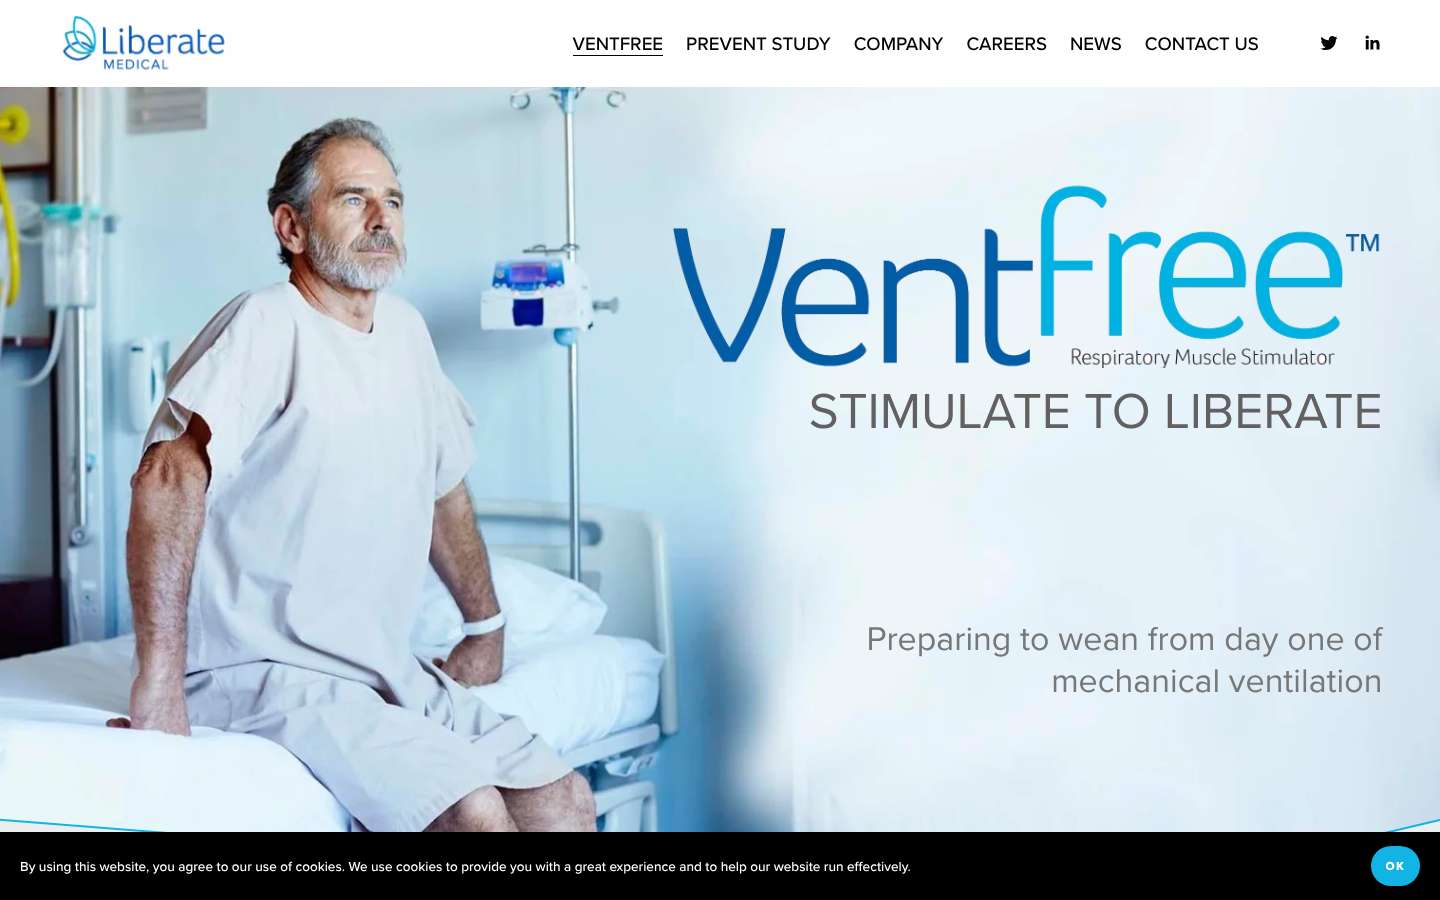 Liberate
MEDICAL
VENTFREE PREVENT STUDY COMPANY CAREERS NEWS CONTACT US
Ventfree™
Respiratory Muscle Stimulator
STIMULATE TO LIBERATE
Preparing to wean from day one of
mechanical ventilation
By using this website, you agree to our use of cookies. We use cookies to provide you with a great experience and to help our website run effectively.
OK